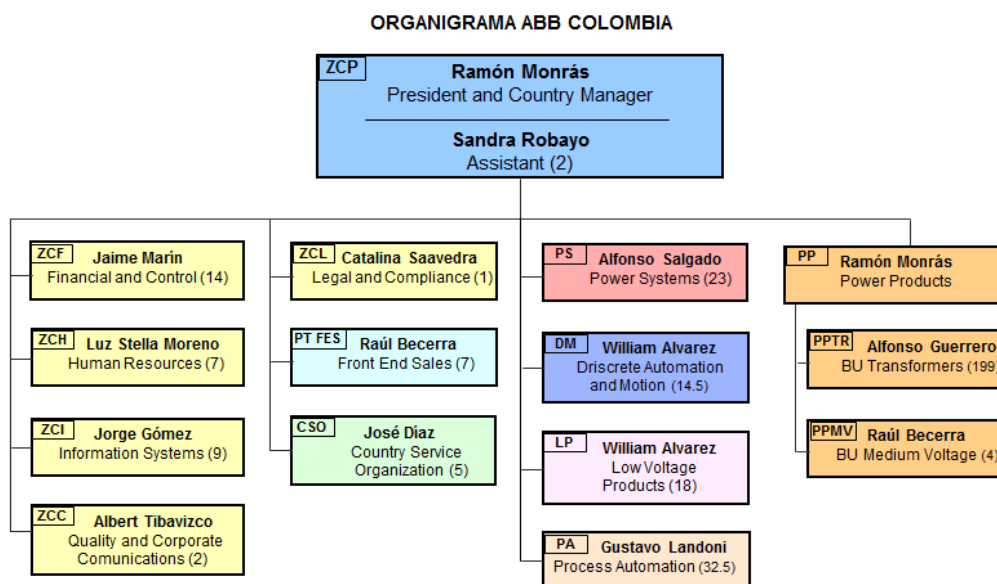 ORGANIGRAMA ABB COLOMBIA
ZCP
Ramón Monrás
President and Country Manager
Sandra Robayo
Assistant (2)
ZCF
Jaime Marín
Financial and Control (14)
ZCH
Luz Stella Moreno
Human Resources (7)
ZCI
Jorge Gómez
Information Systems (9)
ZCC
Albert Tibavizco
Quality and Corporate
Comunications (2)
ZCL
Catalina Saavedra
Legal and Compliance (1)
PT FES
Raúl Becerra
Front End Sales (7)
CSO
José Diaz
Country Service
Organization (5)
PS
Alfonso Salgado
Power Systems (23)
DM
William Alvarez
Driscrete Automation
and Motion (14.5)
LP
William Alvarez
Low Voltage
Products (18)
PA
Gustavo Landoni
Process Automation (32.5)
PP
Ramón Monrás
Power Products
PPTR
Alfonso Guerrero
BU Transformers (199)
PPMV
Raúl Becerra
BU Medium Voltage (4)